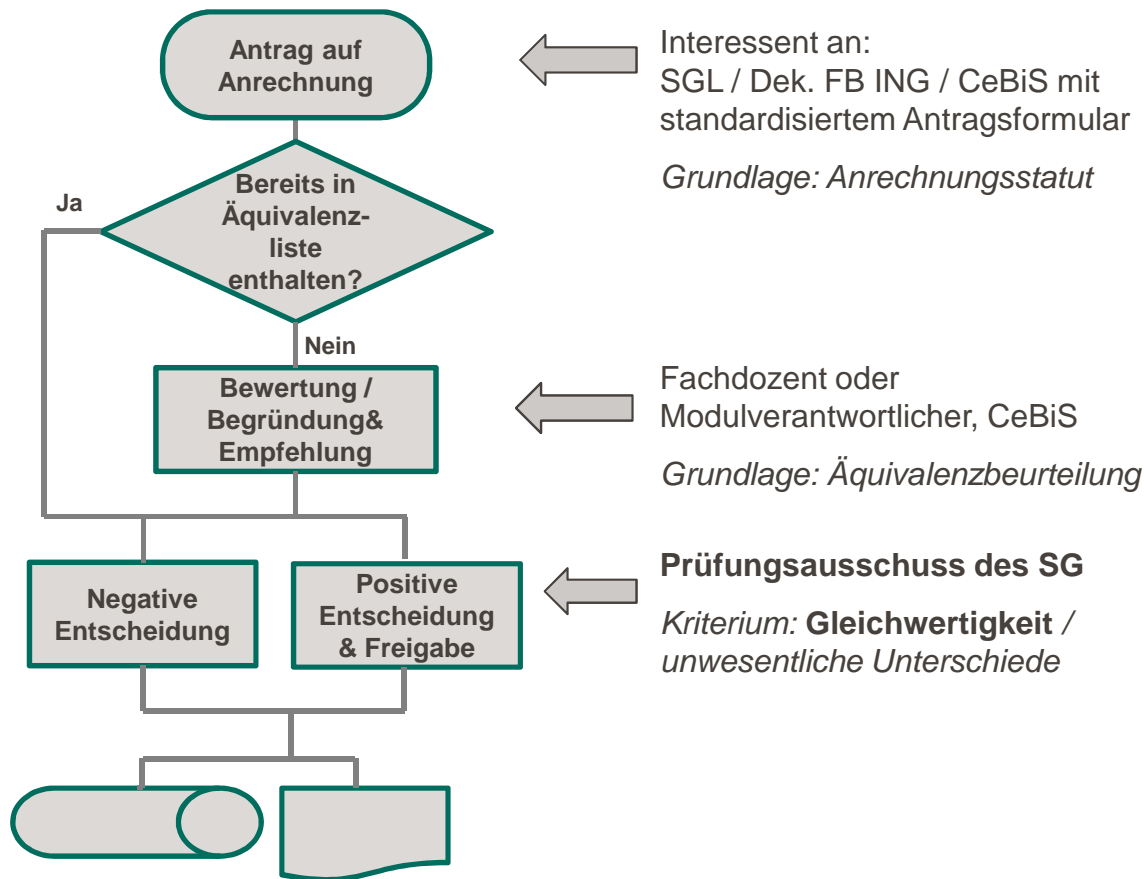 Antrag auf
Anrechnung
Interessent an:
SGL / Dek. FB ING / CeBiS mit
standardisiertem Antragsformular
Grundlage: Anrechnungsstatut
Ja
Bereits in
Äquivalenz-
liste
enthalten?
Nein
Bewertung /
Begründung&
Empfehlung
Fachdozent oder
Modulverantwortlicher, CeBiS
Grundlage: Äquivalenzbeurteilung
Negative
Entscheidung
Positive
Entscheidung
& Freigabe
Prüfungsausschuss des SG
Kriterium: Gleichwertigkeit /
unwesentliche Unterschiede